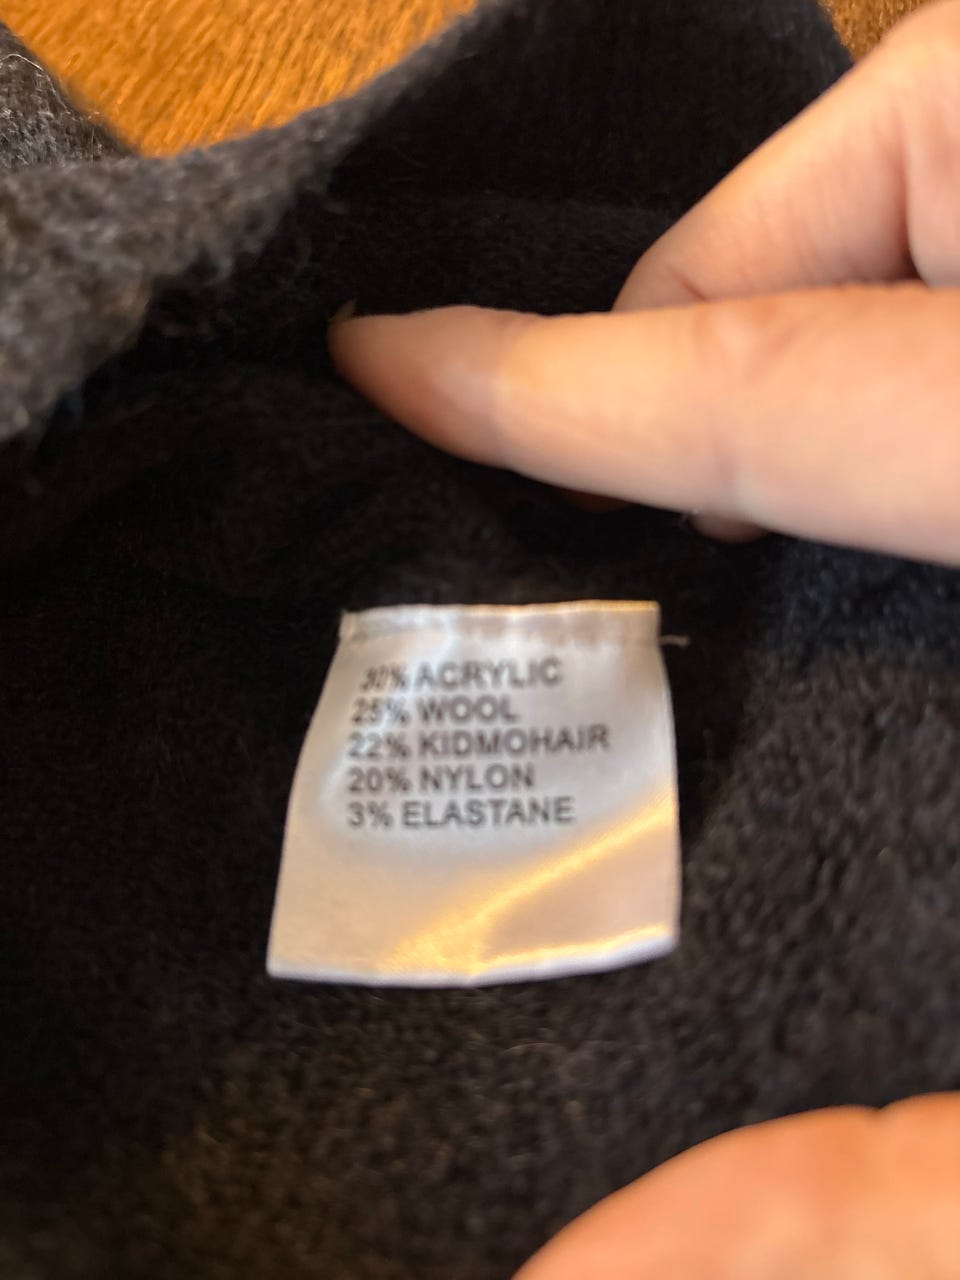 30% ACRYLIC
25% WOOL
22% KIDMOHAIR
20% NYLON
3% ELASTANE